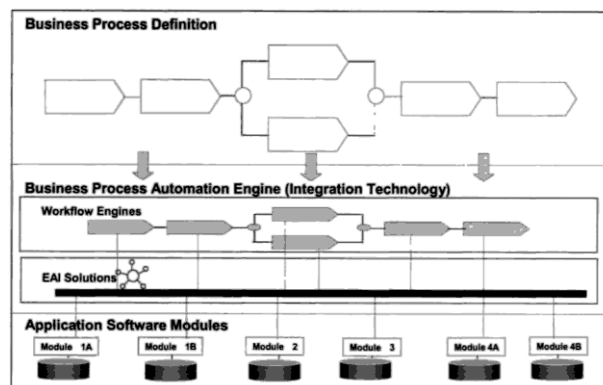 Business Process Definition
Business Process Automation Engine (Integration Technology)
Workflow Engines
EAI Solutions
Application Software Modules
Module 1A
Module 1B
Module 2
Module 3
Module 4A
Module 4B